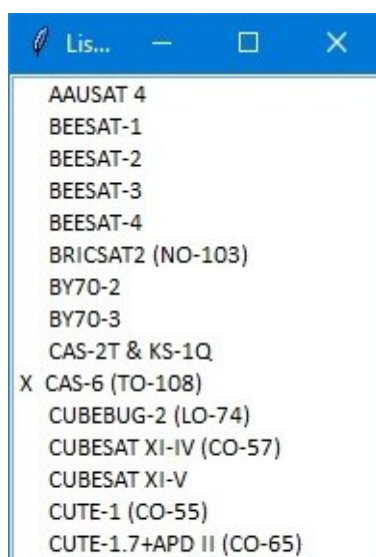 Lis...
AAUSAT 4
BEESAT-1
BEESAT-2
BEESAT-3
BEESAT-4
BRICSAT2 (NO-103)
BY70-2
BY70-3
CAS-2T & KS-1Q
X CAS-6 (TO-108)
CUBEBUG-2 (LO-74)
CUBESAT XI-IV (CO-57)
CUBESAT XI-V
CUTE-1 (CO-55)
CUTE-1.7+APD II (CO-65)